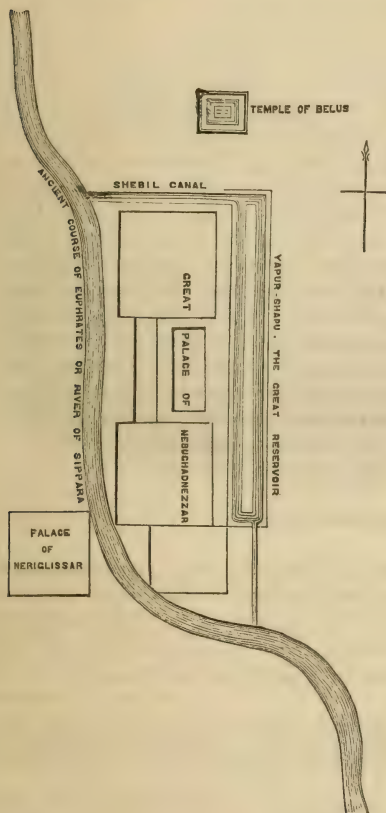 TEMPLE OF BELUS
SHEBIL CANAL
ANCIENT COURSE OF EUPHRATES OR RIVER OF SIPPARA
GREAT
PALACE OF
NEBUCHADNEZZAR
YAPUR-SHAPU. THE GREAT RESERVOIR
PALACE
OF
NERIGLISSAR